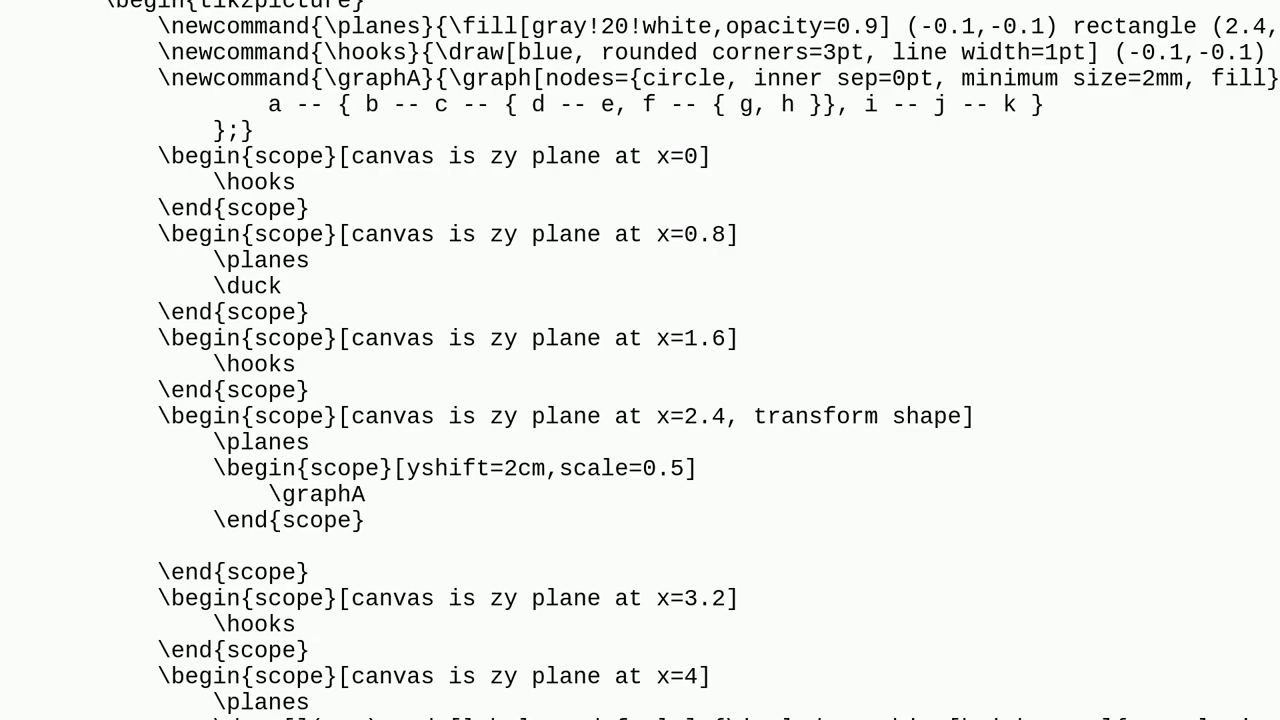 \begin{tikzpicture}
\newcommand{\planes}{\fill[gray!20!white,opacity=0.9] (-0.1,-0.1) rectangle (2.4,
\newcommand{\hooks}{\draw[blue, rounded corners=3pt, line width=1pt] (-0.1,-0.1)
\newcommand{\graphA}{\graph[nodes={circle, inner sep=0pt, minimum size=2mm, fill}
a -- { b -- c -- { d -- e, f -- { g, h }}, i -- j -- k }
};}
\begin{scope}[canvas is zy plane at x=0]
\hooks
\end{scope}
\begin{scope}[canvas is zy plane at x=0.8]
\planes
\duck
\end{scope}
\begin{scope}[canvas is zy plane at x=1.6]
\hooks
\end{scope}
\begin{scope}[canvas is zy plane at x=2.4, transform shape]
\planes
\begin{scope}[yshift=2cm,scale=0.5]
\graphA
\end{scope}
\end{scope}
\begin{scope}[canvas is zy plane at x=3.2]
\hooks
\end{scope}
\begin{scope}[canvas is zy plane at x=4]
\planes